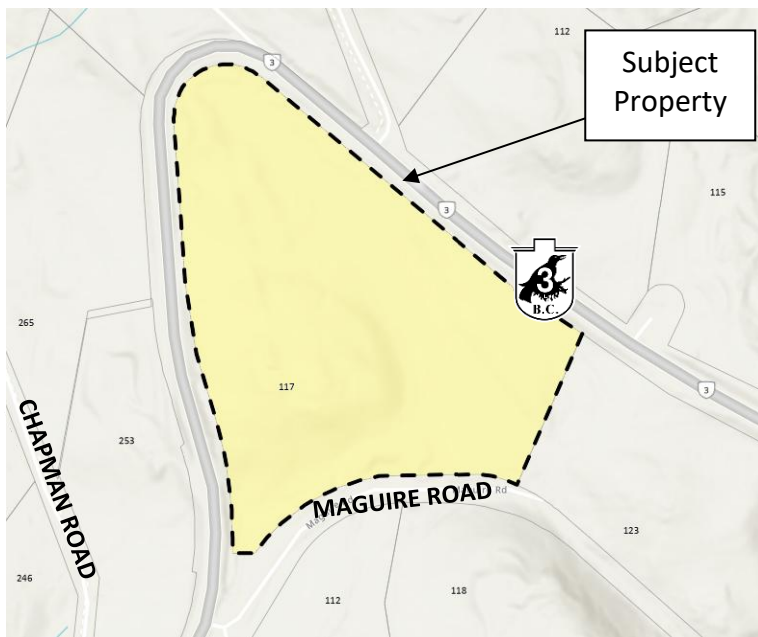 112
Subject
Property
3
115
3
3
B.C.
265
3
117
CHAPMAN ROAD
253
MAGUIRE ROAD
Rd
123
246
112
118